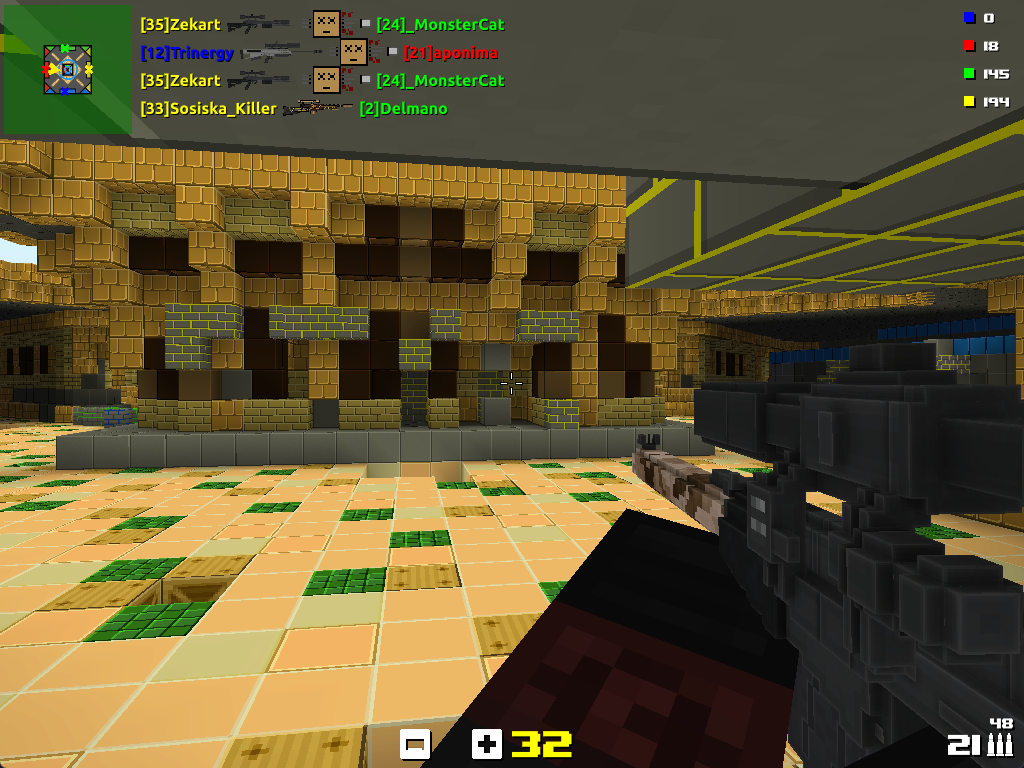 [35]Zekart [24]_MonsterCat
[12]Trinergy [21]aponima
[35]Zekart [24]_MonsterCat
[33]Sosiska_Killer [2]Delmano
0
18
145
194
32
48
21